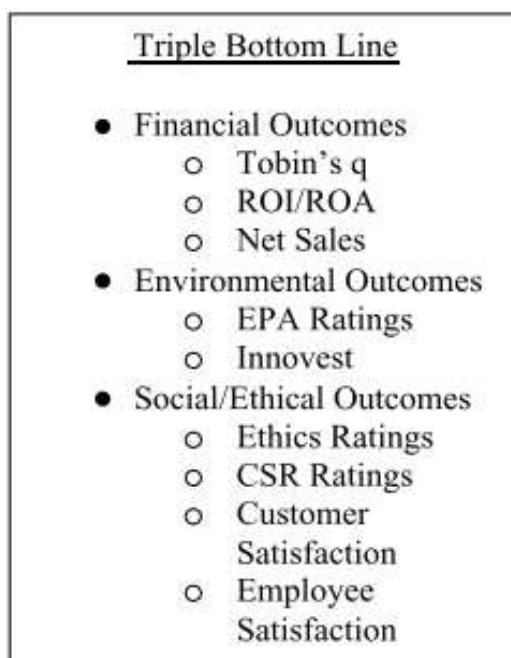 Triple Bottom Line
● Financial Outcomes
○ Tobin’s q
○ ROI/ROA
○ Net Sales
● Environmental Outcomes
○ EPA Ratings
○ Innovest
● Social/Ethical Outcomes
○ Ethics Ratings
○ CSR Ratings
○ Customer
Satisfaction
○ Employee
Satisfaction